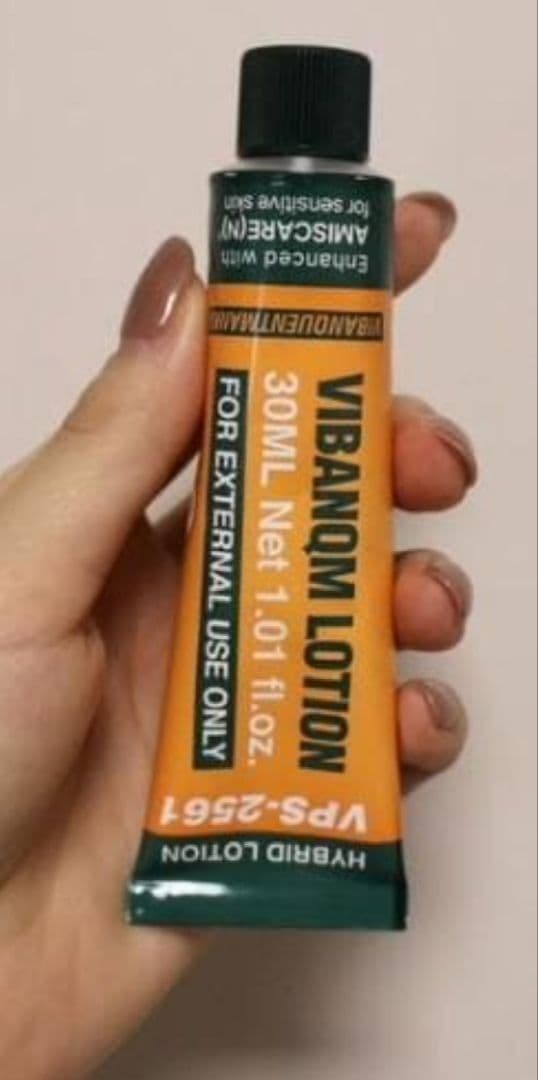 HYBRID LOTION
VPS-2561
VIBANQM LOTION
30ML Net 1.01 fl.oz.
FOR EXTERNAL USE ONLY
Enhanced with
AMISCARE(N)
for sensitive skin